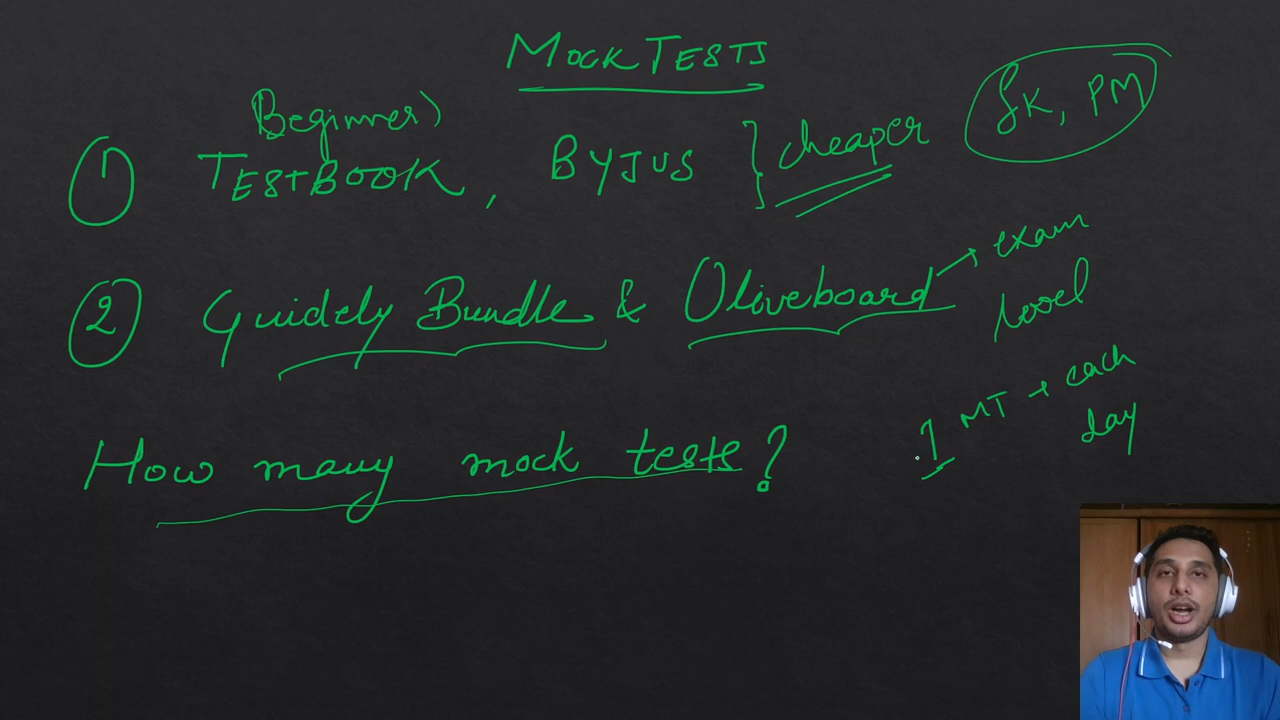 MOCK TESTS
Beginner)
1 TESTBOOK, BYJUS } cheaper
SK, PM
2 Guidely Bundle & Oliveboard → exam
level
How many mock tests?
1 MT → each
day